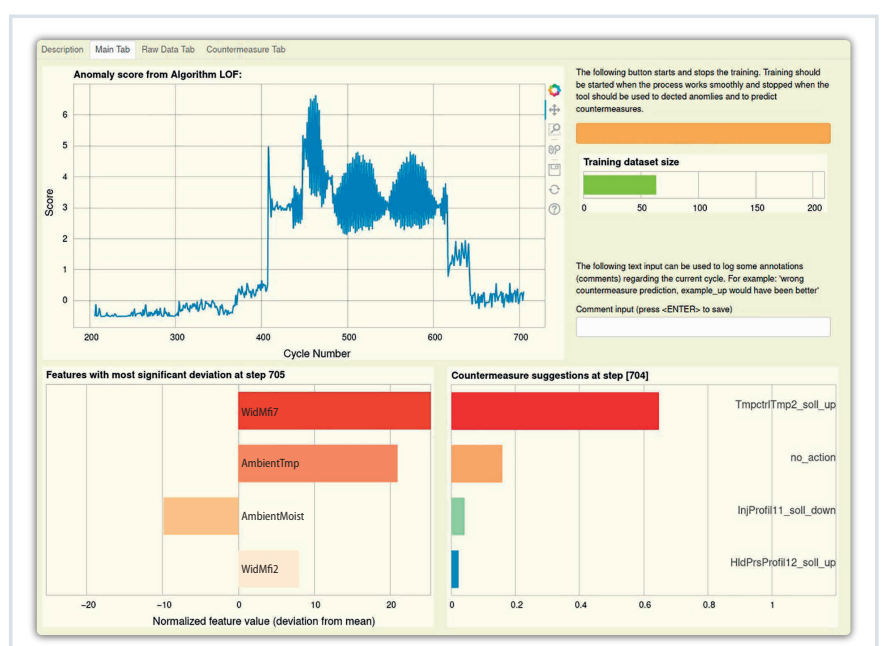 Description Main Tab Raw Data Tab Countermeasure Tab
Anomaly score from Algorithm LOF:
6
5
4
3
2
1
0
Score
200 300 400 500 600 700
Cycle Number
The following button starts and stops the training. Training should
be started when the process works smoothly and stopped when the
tool should be used to dected anomlies and to predict
countermeasures.
Training dataset size
0 50 100 150 200
The following text input can be used to log some annotations
(comments) regarding the current cycle. For example: 'wrong
countermeasure prediction, example_up would have been better'
Comment input (press <ENTER> to save)
Features with most significant deviation at step 705
WidMfi7
AmbientTmp
AmbientMoist
WidMfi2
−20 −10 0 10 20
Normalized feature value (deviation from mean)
Countermeasure suggestions at step [704]
TmpctrlTmp2_soll_up
no_action
InjProfil11_soll_down
HldPrsProfil12_soll_up
0 0.2 0.4 0.6 0.8 1